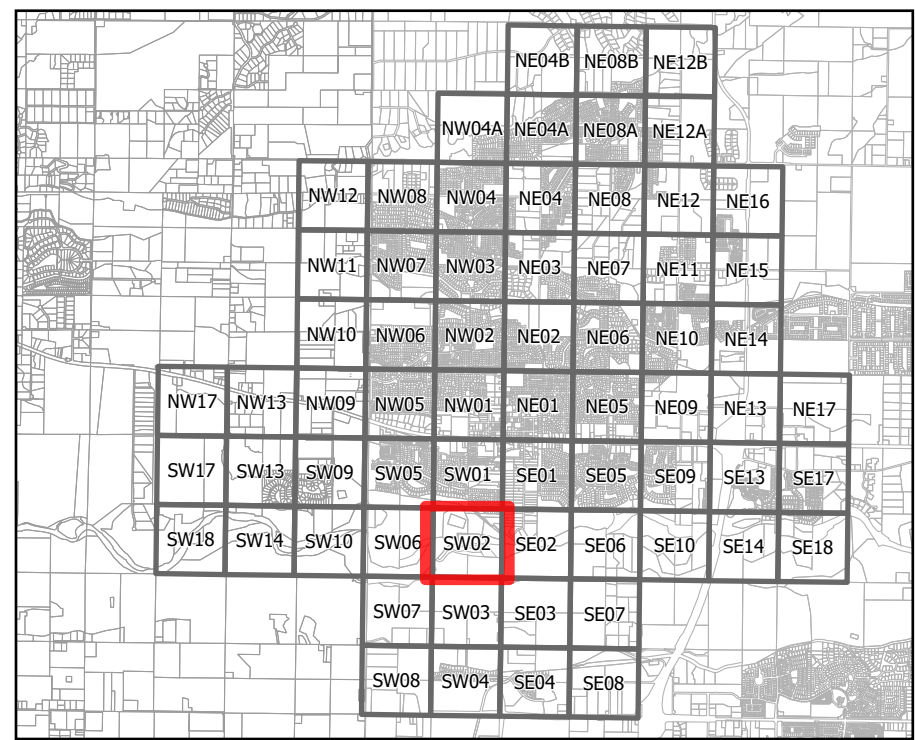 NE04B NE08B NE12B
NW04A NE04A NE08A NE12A
NW12 NW08 NW04 NE04 NE08 NE12 NE16
NW11 NW07 NW03 NE03 NE07 NE11 NE15
NW10 NW06 NW02 NE02 NE06 NE10 NE14
NW17 NW13 NW09 NW05 NW01 NE01 NE05 NE09 NE13 NE17
SW17 SW13 SW09 SW05 SW01 SE01 SE05 SE09 SE13 SE17
SW18 SW14 SW10 SW06 SW02 SE02 SE06 SE10 SE14 SE18
SW07 SW03 SE03 SE07
SW08 SW04 SE04 SE08